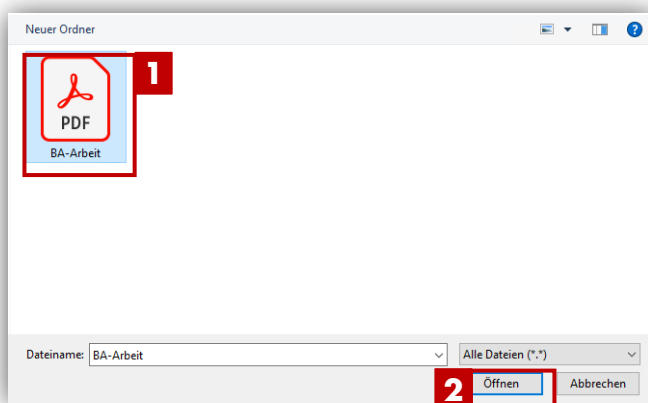 Neuer Ordner
1
PDF
BA-Arbeit
Dateiname: BA-Arbeit Alle Dateien (*.*)
2 Öffnen Abbrechen